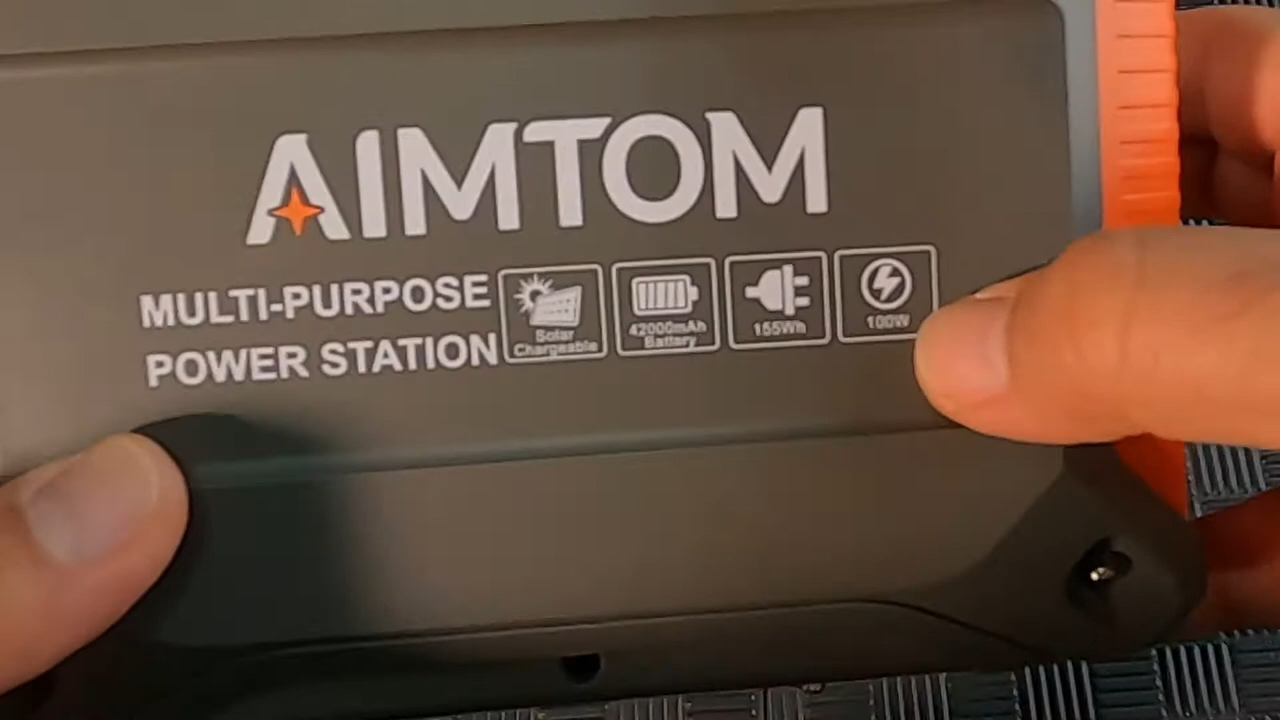 AIMTOM
MULTI-PURPOSE
POWER STATION
Solar
Chargeable
42000mAh
Battery
155Wh
100W